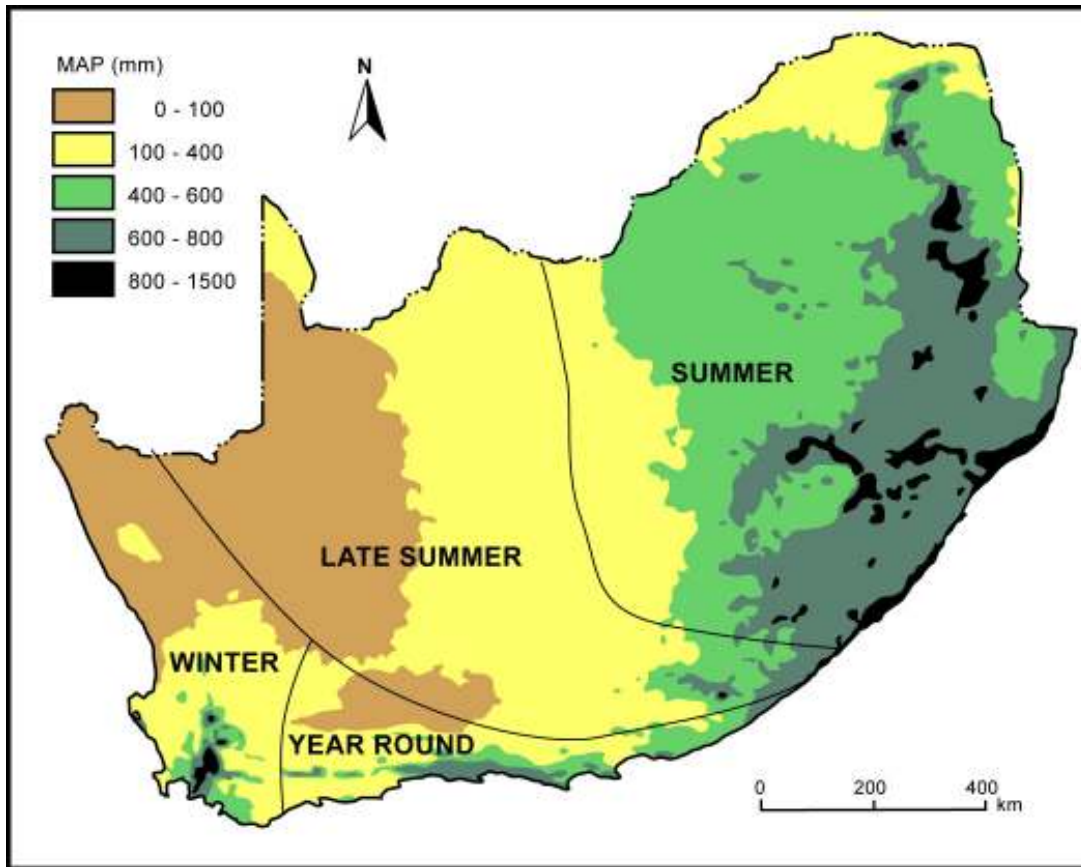 MAP (mm)
0 - 100
100 - 400
400 - 600
600 - 800
800 - 1500
N
SUMMER
LATE SUMMER
WINTER
YEAR ROUND
0 200 400
km